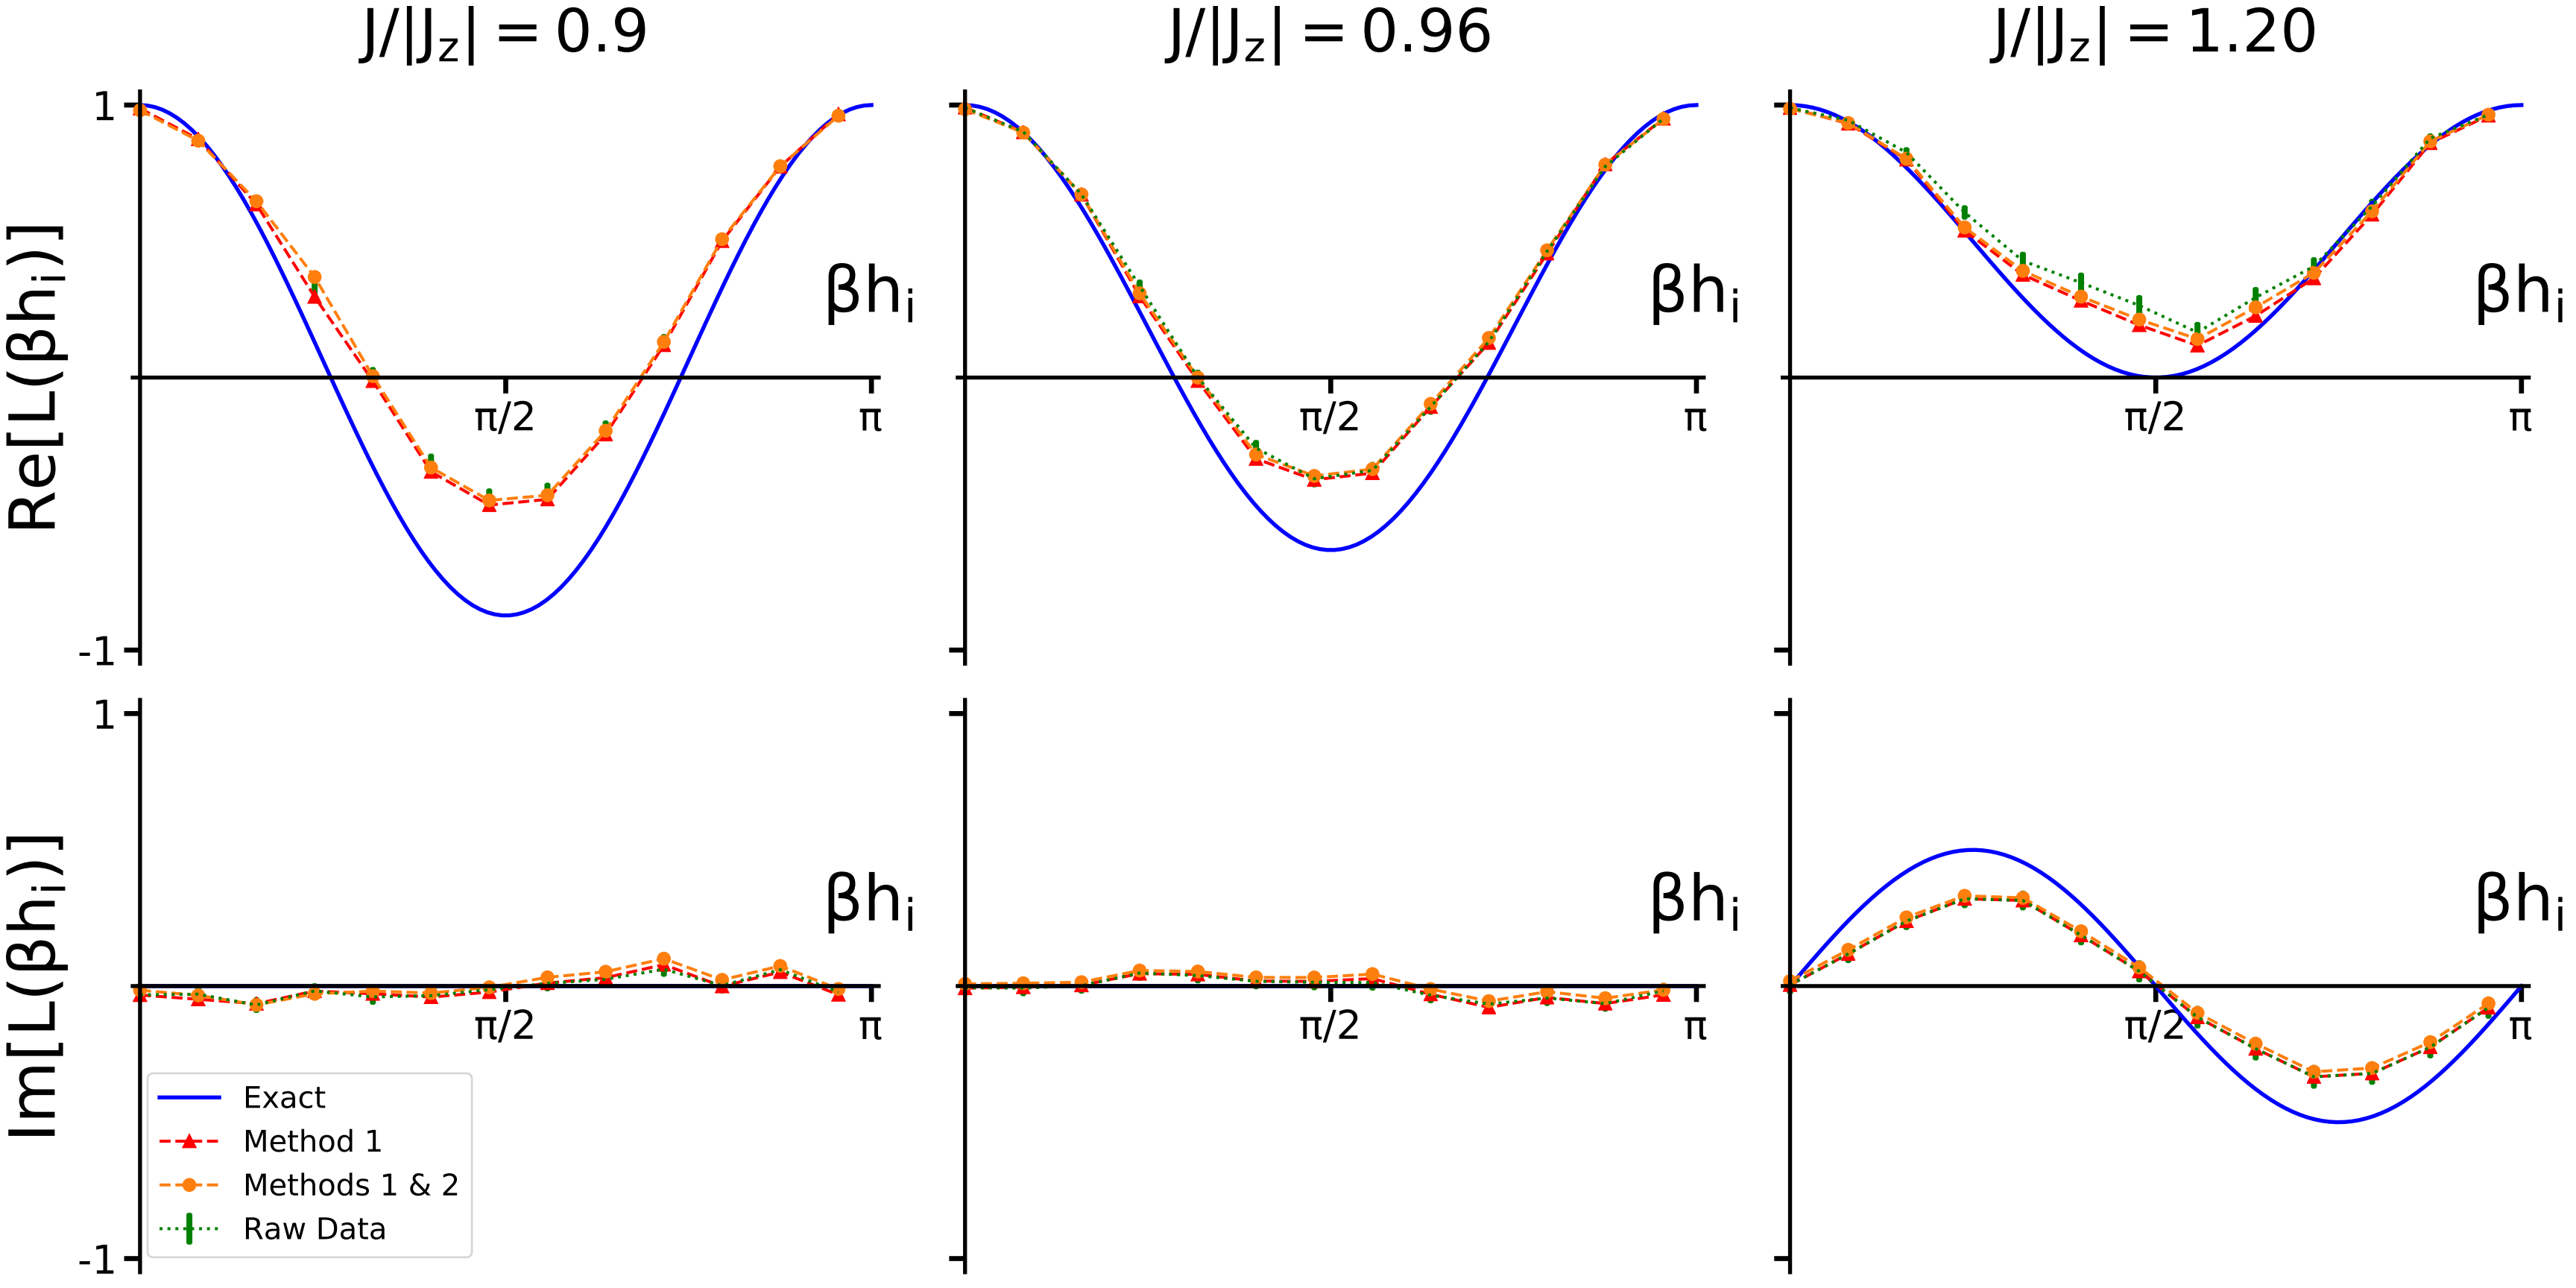 J/|J_z| = 0.9
J/|J_z| = 0.96
J/|J_z| = 1.20
Re[L(βh_i)]
1
-1
π/2
π
βh_i
π/2
π
βh_i
π/2
π
βh_i
Im[L(βh_i)]
1
-1
π/2
π
βh_i
π/2
π
βh_i
π/2
π
βh_i
Exact
Method 1
Methods 1 & 2
Raw Data